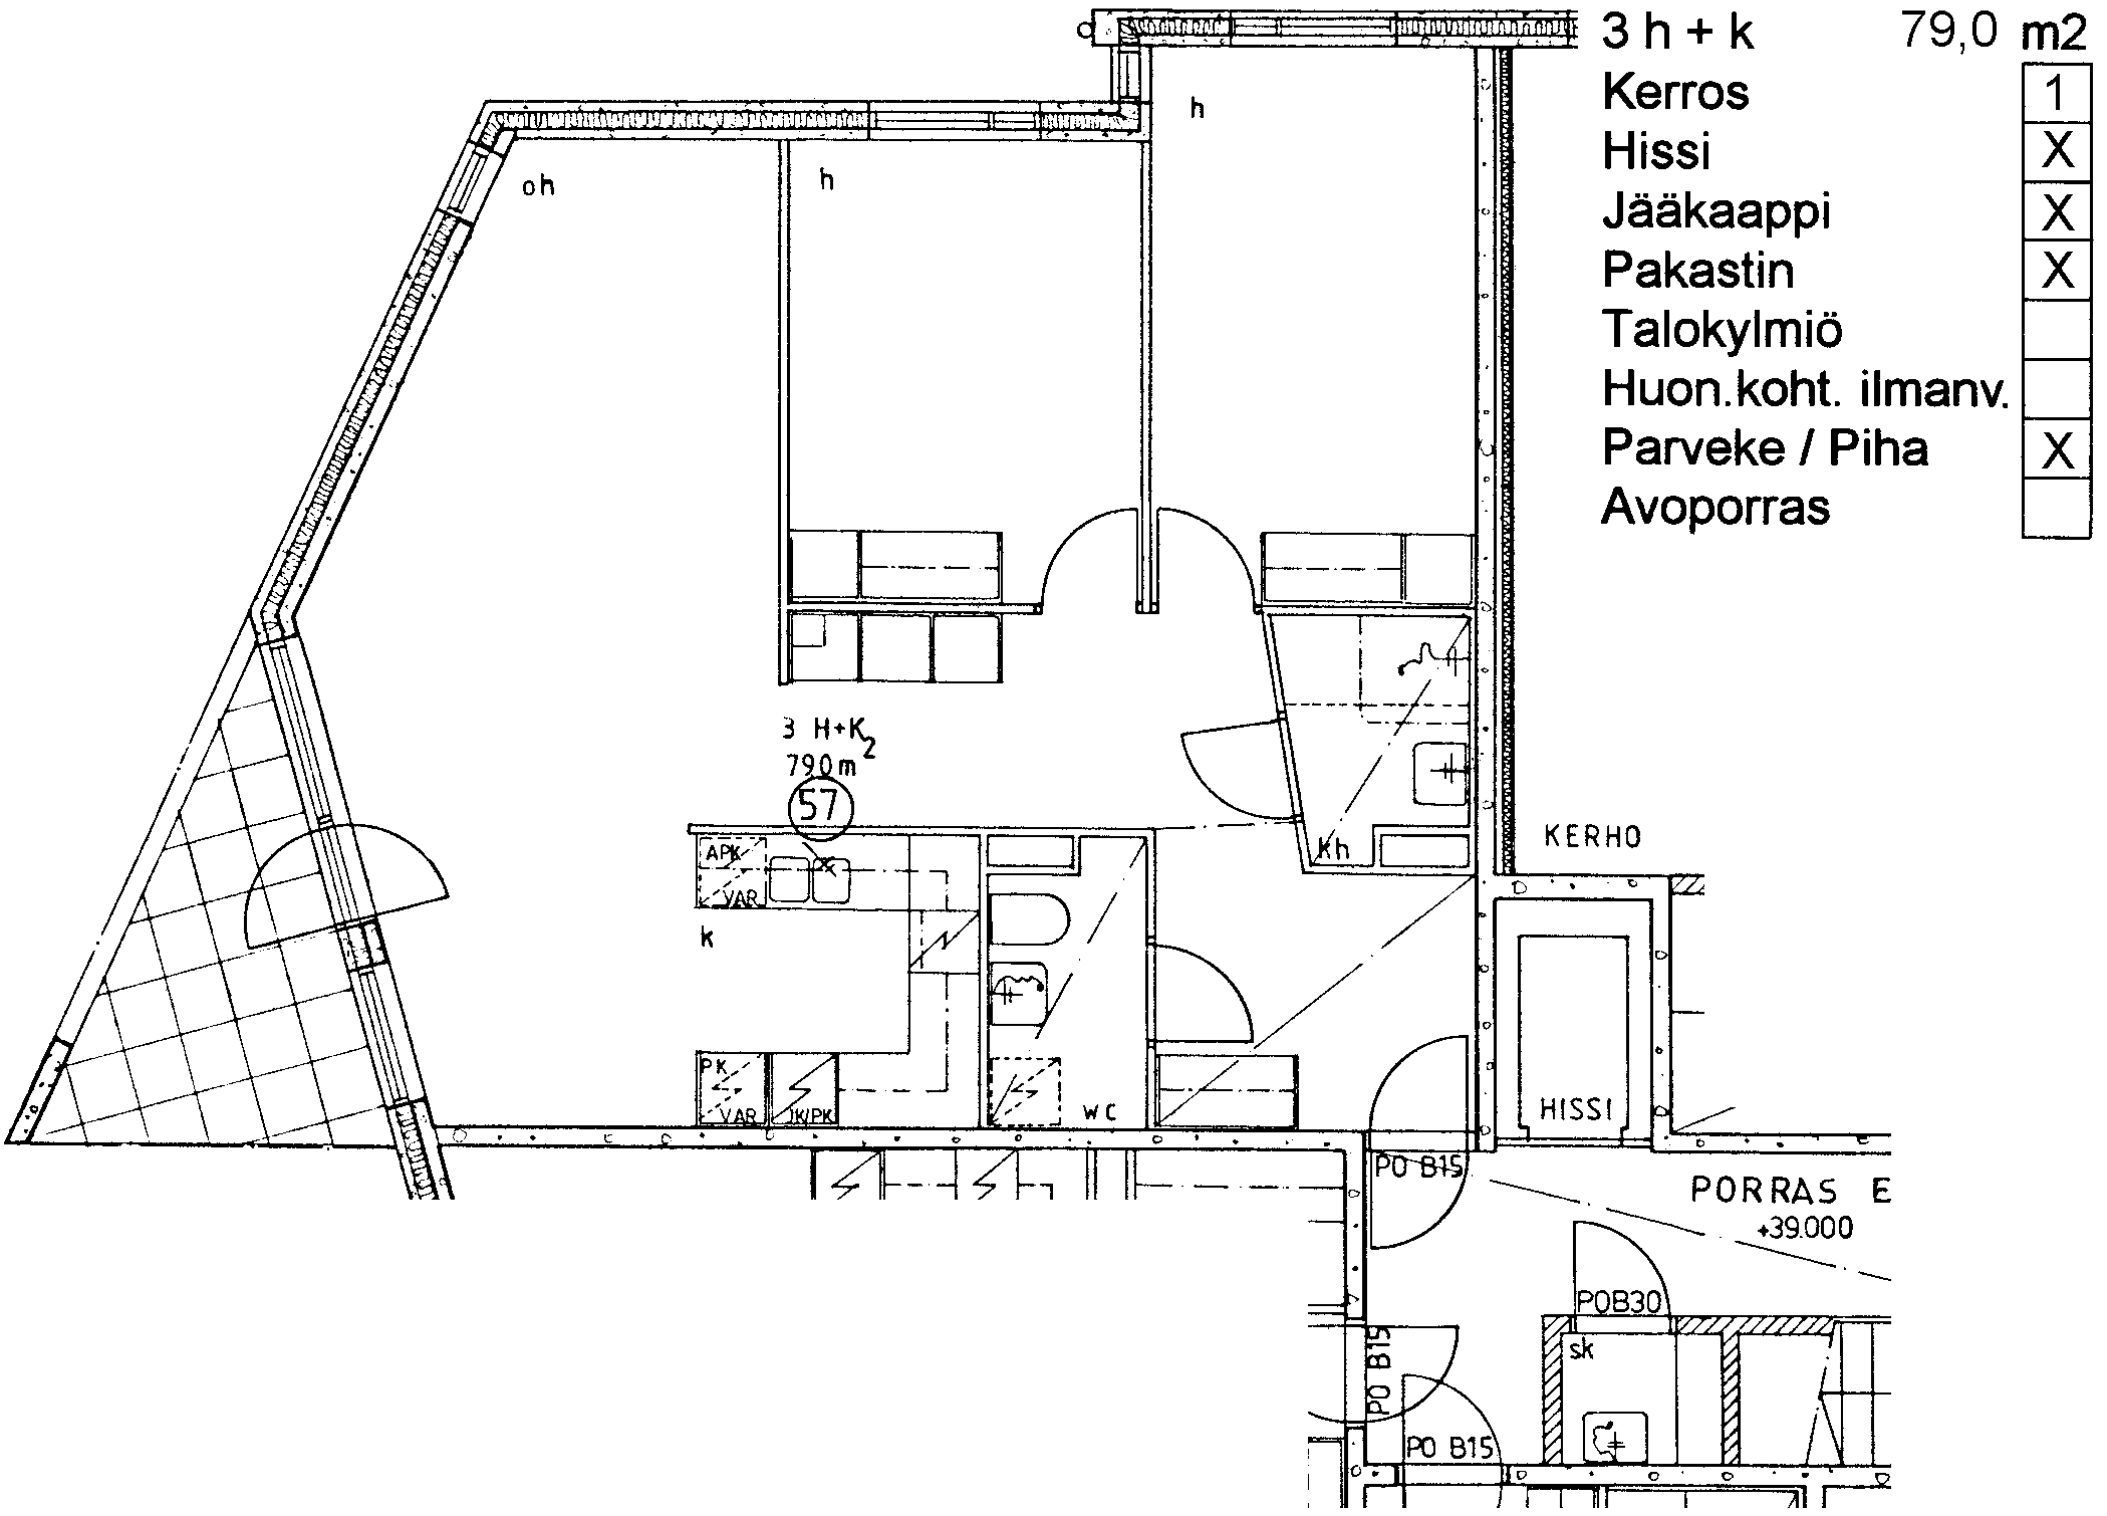 3 h + k 79,0 m2
Kerros 1
Hissi X
Jääkaappi X
Pakastin X
Talokylmiö
Huon.koht. ilmanv.
Parveke / Piha X
Avoporras
h
oh
h
3 H+K
79,0 m2
57
APK
VAR
k
PK
VAR
JK/PK
WC
Kh
KERHO
HISSI
PO B15
PORRAS E
+39.000
POB30
sk
PO B15
PO B15